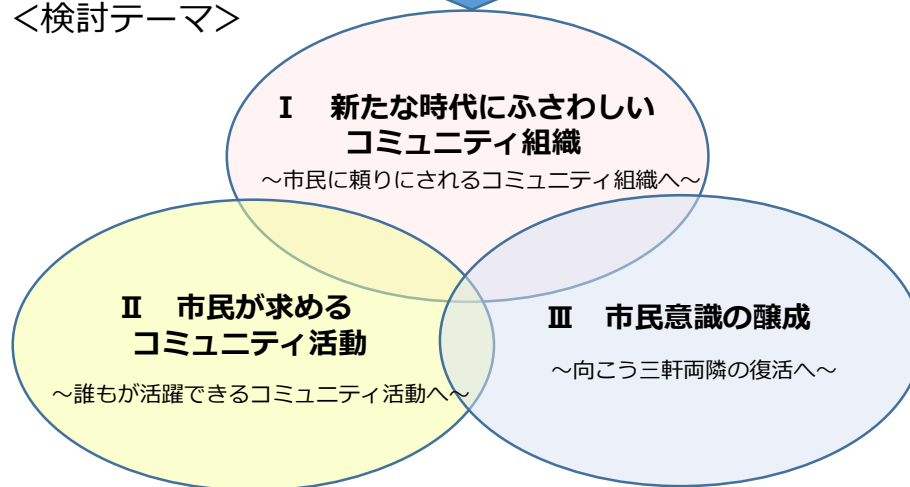 ＜検討テーマ＞
Ⅰ　新たな時代にふさわしい
コミュニティ組織
～市民に頼りにされるコミュニティ組織へ～
Ⅱ　市民が求める
コミュニティ活動
～誰もが活躍できるコミュニティ活動へ～
Ⅲ　市民意識の醸成
～向こう三軒両隣の復活へ～